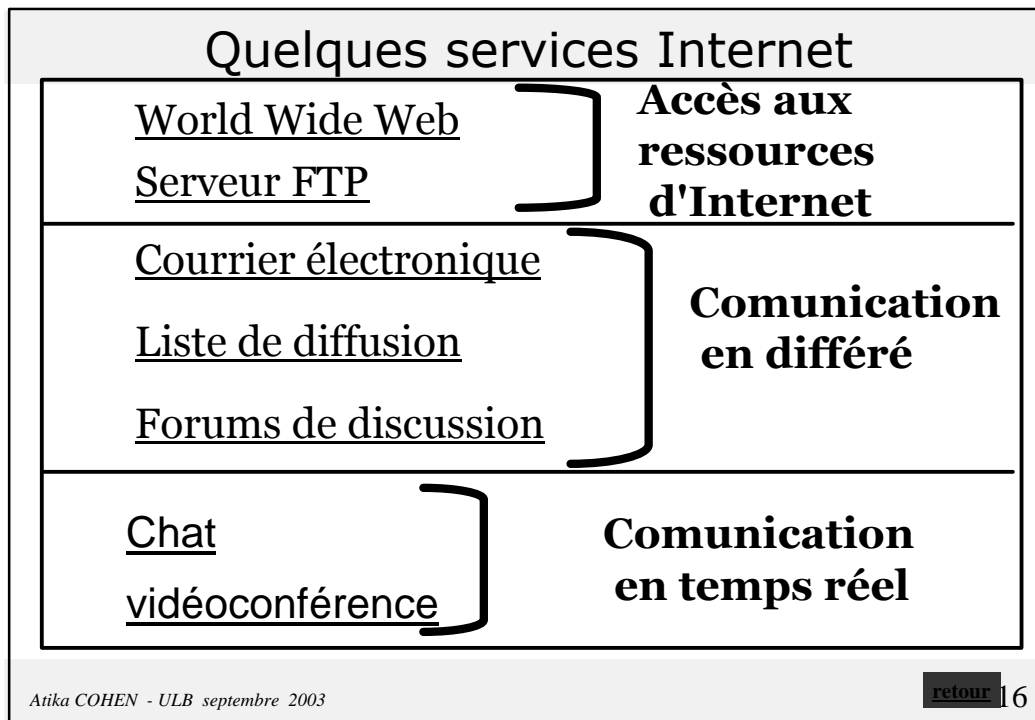 Quelques services Internet
World Wide Web
Serveur FTP
Accès aux
ressources
d'Internet
Courrier électronique
Liste de diffusion
Forums de discussion
Comunication
en différé
Chat
vidéoconférence
Comunication
en temps réel
Atika COHEN - ULB septembre 2003
retour 16